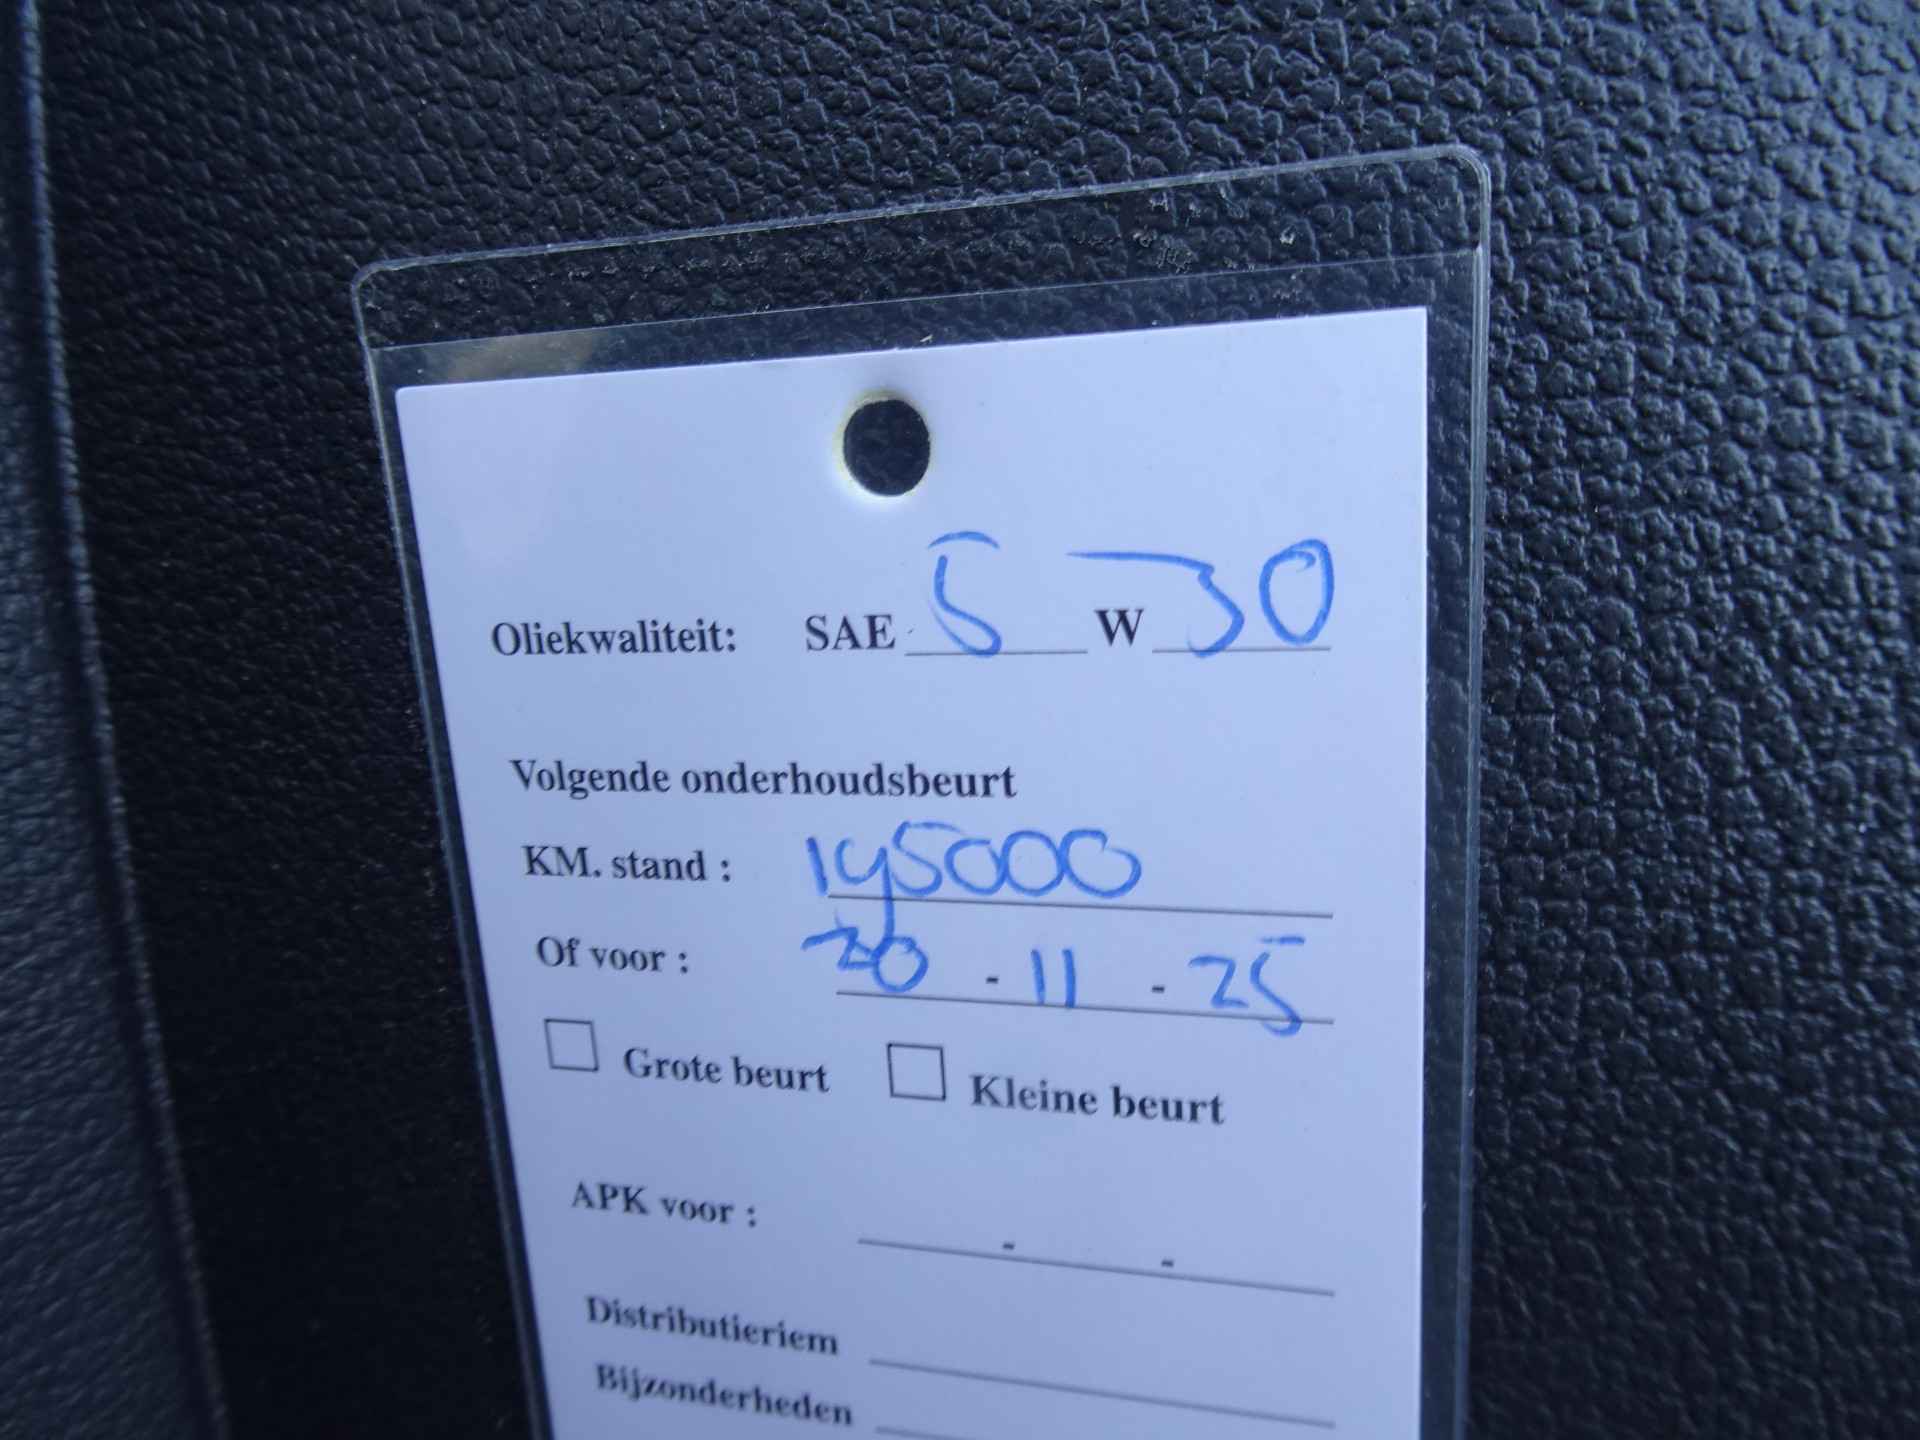 Oliekwaliteit: SAE 5 W 30
Volgende onderhoudsbeurt
KM. stand : 195000
Of voor : 20 - 11 - 25
Grote beurt Kleine beurt
APK voor : - -
Distributieriem
Bijzonderheden